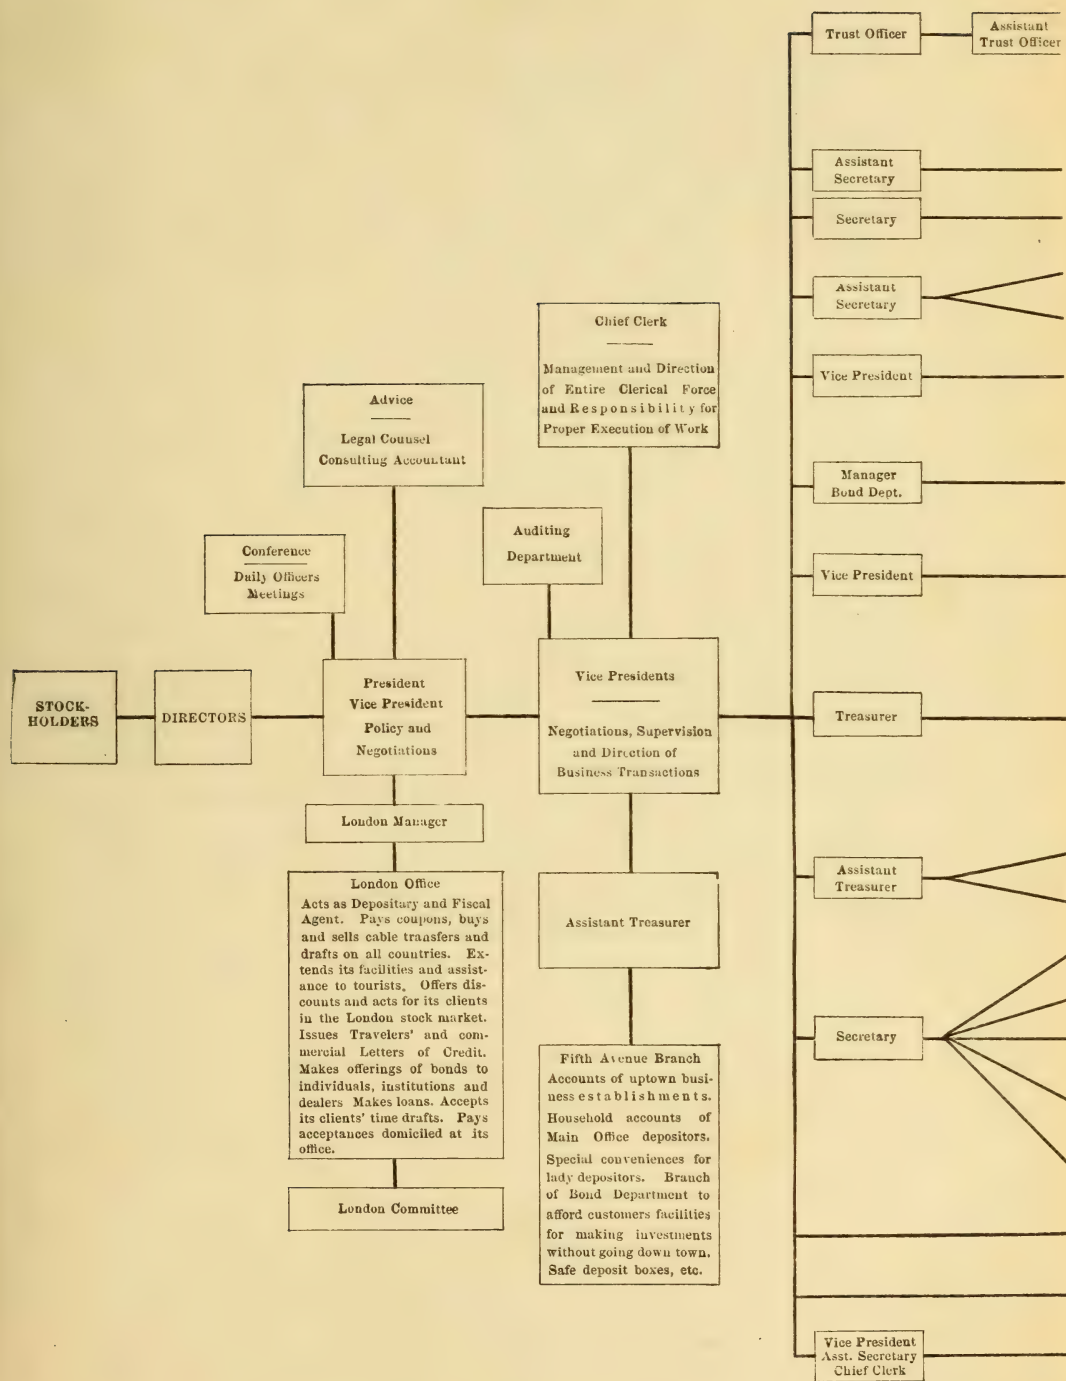 STOCK-
HOLDERS
DIRECTORS
Conference
Daily Officers
Meetings
Advice
Legal Counsel
Consulting Accountant
President
Vice President
Policy and
Negotiations
London Manager
London Office
Acts as Depositary and Fiscal
Agent. Pays coupons, buys
and sells cable transfers and
drafts on all countries. Ex-
tends its facilities and assist-
ance to tourists. Offers dis-
counts and acts for its clients
in the London stock market.
Issues Travelers' and com-
mercial Letters of Credit.
Makes offerings of bonds to
individuals, institutions and
dealers Makes loans. Accepts
its clients' time drafts. Pays
acceptances domiciled at its
office.
London Committee
Auditing
Department
Chief Clerk
Management and Direction
of Entire Clerical Force
and Responsibility for
Proper Execution of Work
Vice Presidents
Negotiations, Supervision
and Direction of
Business Transactions
Assistant Treasurer
Fifth Avenue Branch
Accounts of uptown busi-
ness establishments.
Household accounts of
Main Office depositors.
Special conveniences for
lady depositors. Branch
of Bond Department to
afford customers facilities
for making investments
without going down town.
Safe deposit boxes, etc.
Trust Officer
Assistant
Trust Officer
Assistant
Secretary
Secretary
Assistant
Secretary
Vice President
Manager
Bond Dept.
Vice President
Treasurer
Assistant
Treasurer
Secretary
Vice President
Asst. Secretary
Chief Clerk